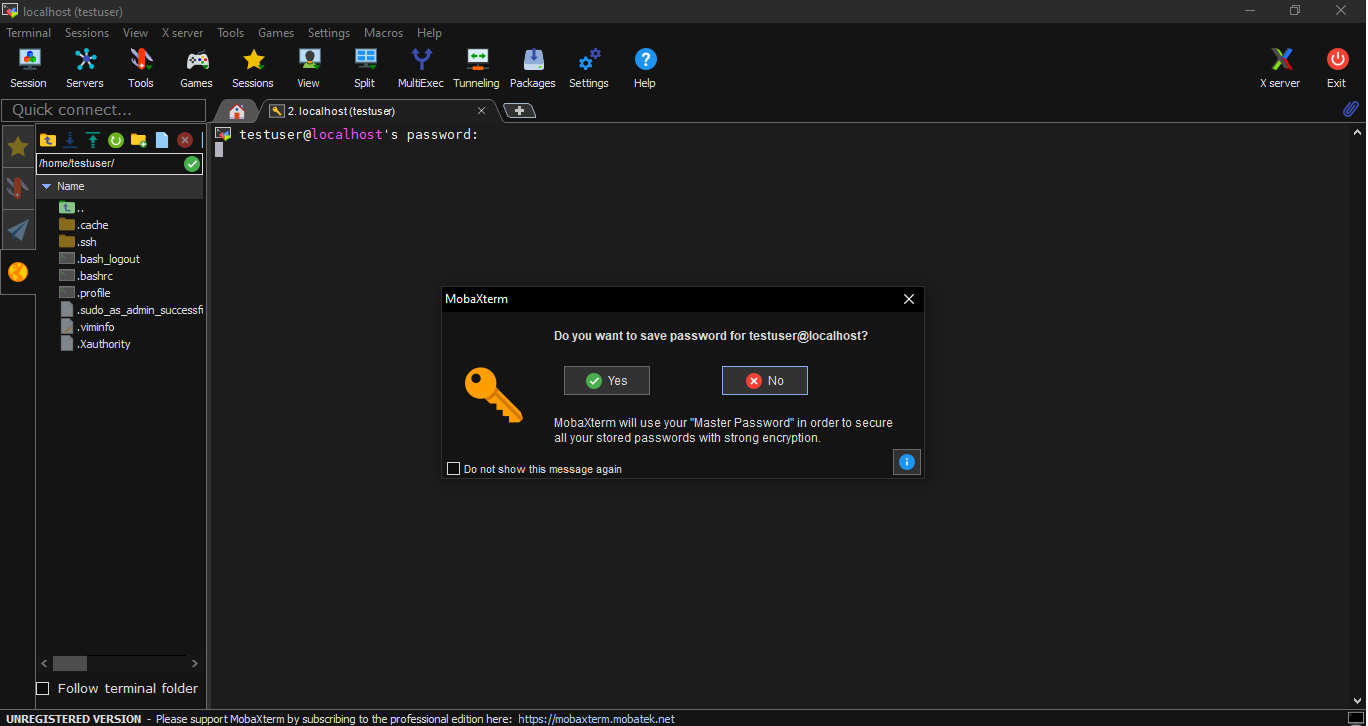 localhost (testuser)
Terminal Sessions View X server Tools Games Settings Macros Help
Session Servers Tools Games Sessions View Split MultiExec Tunneling Packages Settings Help X server Exit
Quick connect...
2. localhost (testuser)
testuser@localhost's password:
/home/testuser/
Name
..
.cache
.ssh
.bash_logout
.bashrc
.profile
.sudo_as_admin_successf
.viminfo
.Xauthority
MobaXterm
Do you want to save password for testuser@localhost?
Yes No
MobaXterm will use your "Master Password" in order to secure
all your stored passwords with strong encryption.
Do not show this message again
Follow terminal folder
UNREGISTERED VERSION - Please support MobaXterm by subscribing to the professional edition here: https://mobaxterm.mobatek.net